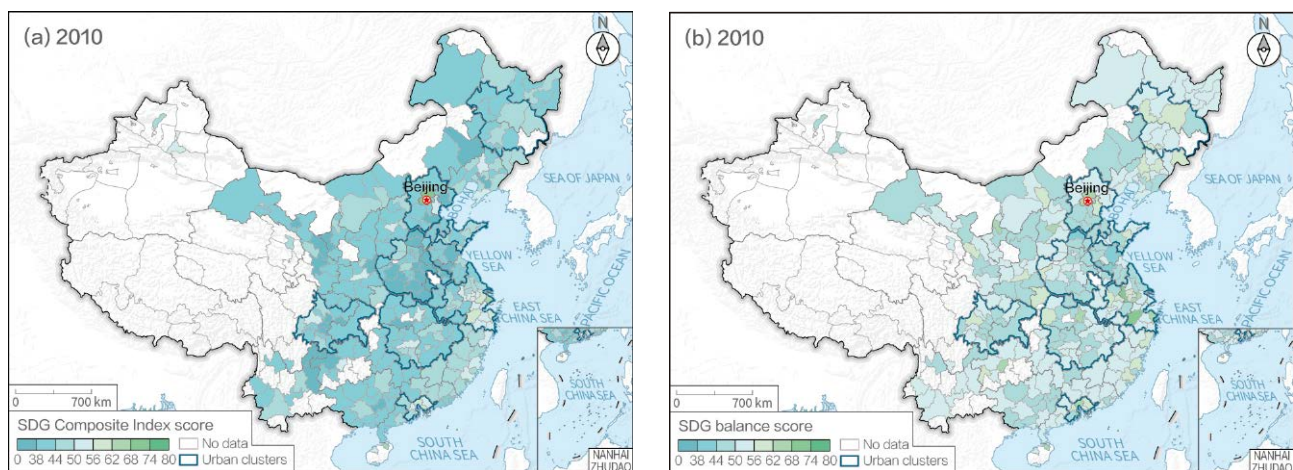 (a) 2010
N
Beijing
BOHAI
SEA OF JAPAN
YELLOW
SEA
EAST
CHINA SEA
PACIFIC OCEAN
SOUTH
CHINA SEA
0 700 km
SDG Composite Index score
0 38 44 50 56 62 68 74 80
No data
Urban clusters
SOUTH
CHINA SEA
NANHAI
ZHUDAO
(b) 2010
N
Beijing
BOHAI
SEA OF JAPAN
YELLOW
SEA
EAST
CHINA SEA
PACIFIC OCEAN
SOUTH
CHINA SEA
0 700 km
SDG balance score
0 38 44 50 56 62 68 74 80
No data
Urban clusters
SOUTH
CHINA SEA
NANHAI
ZHUDAO